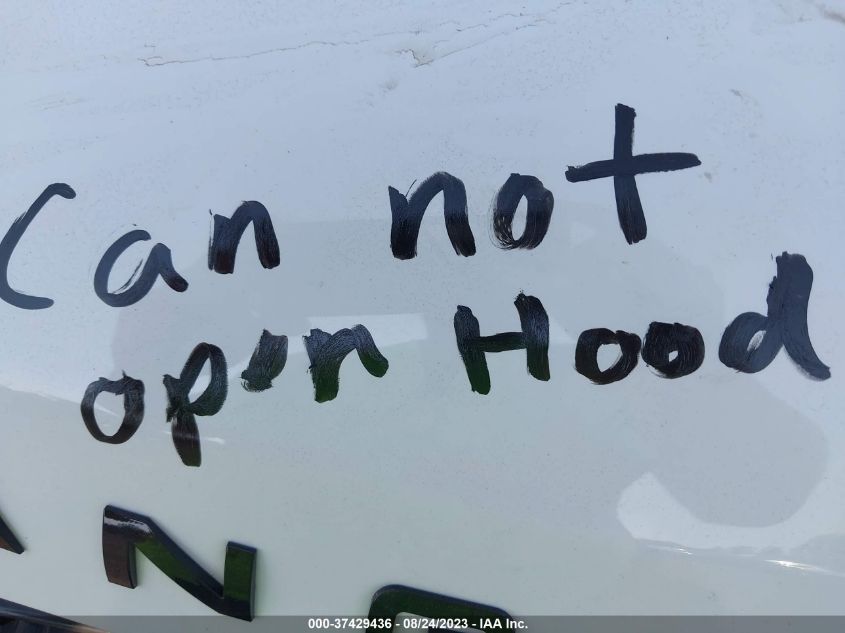 Can not
open Hood
N
000-37429436 - 08/24/2023 - IAA Inc.